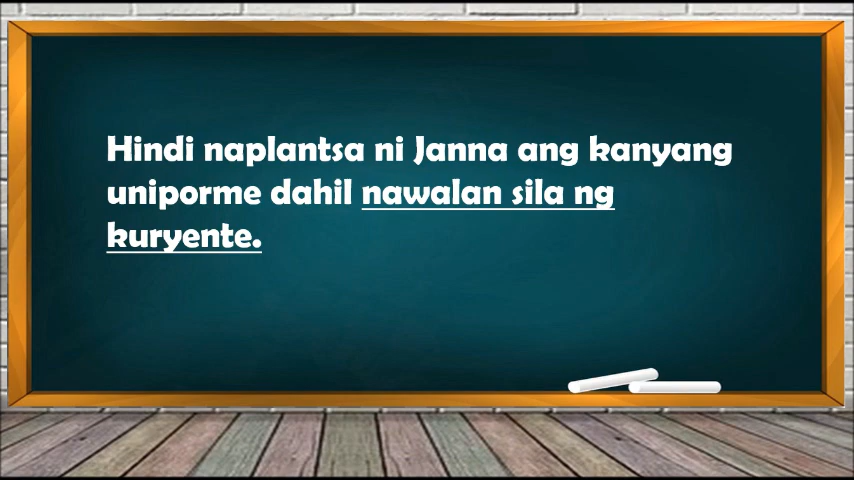 Hindi naplantsa ni Janna ang kanyang
uniporme dahil nawalan sila ng
kuryente.